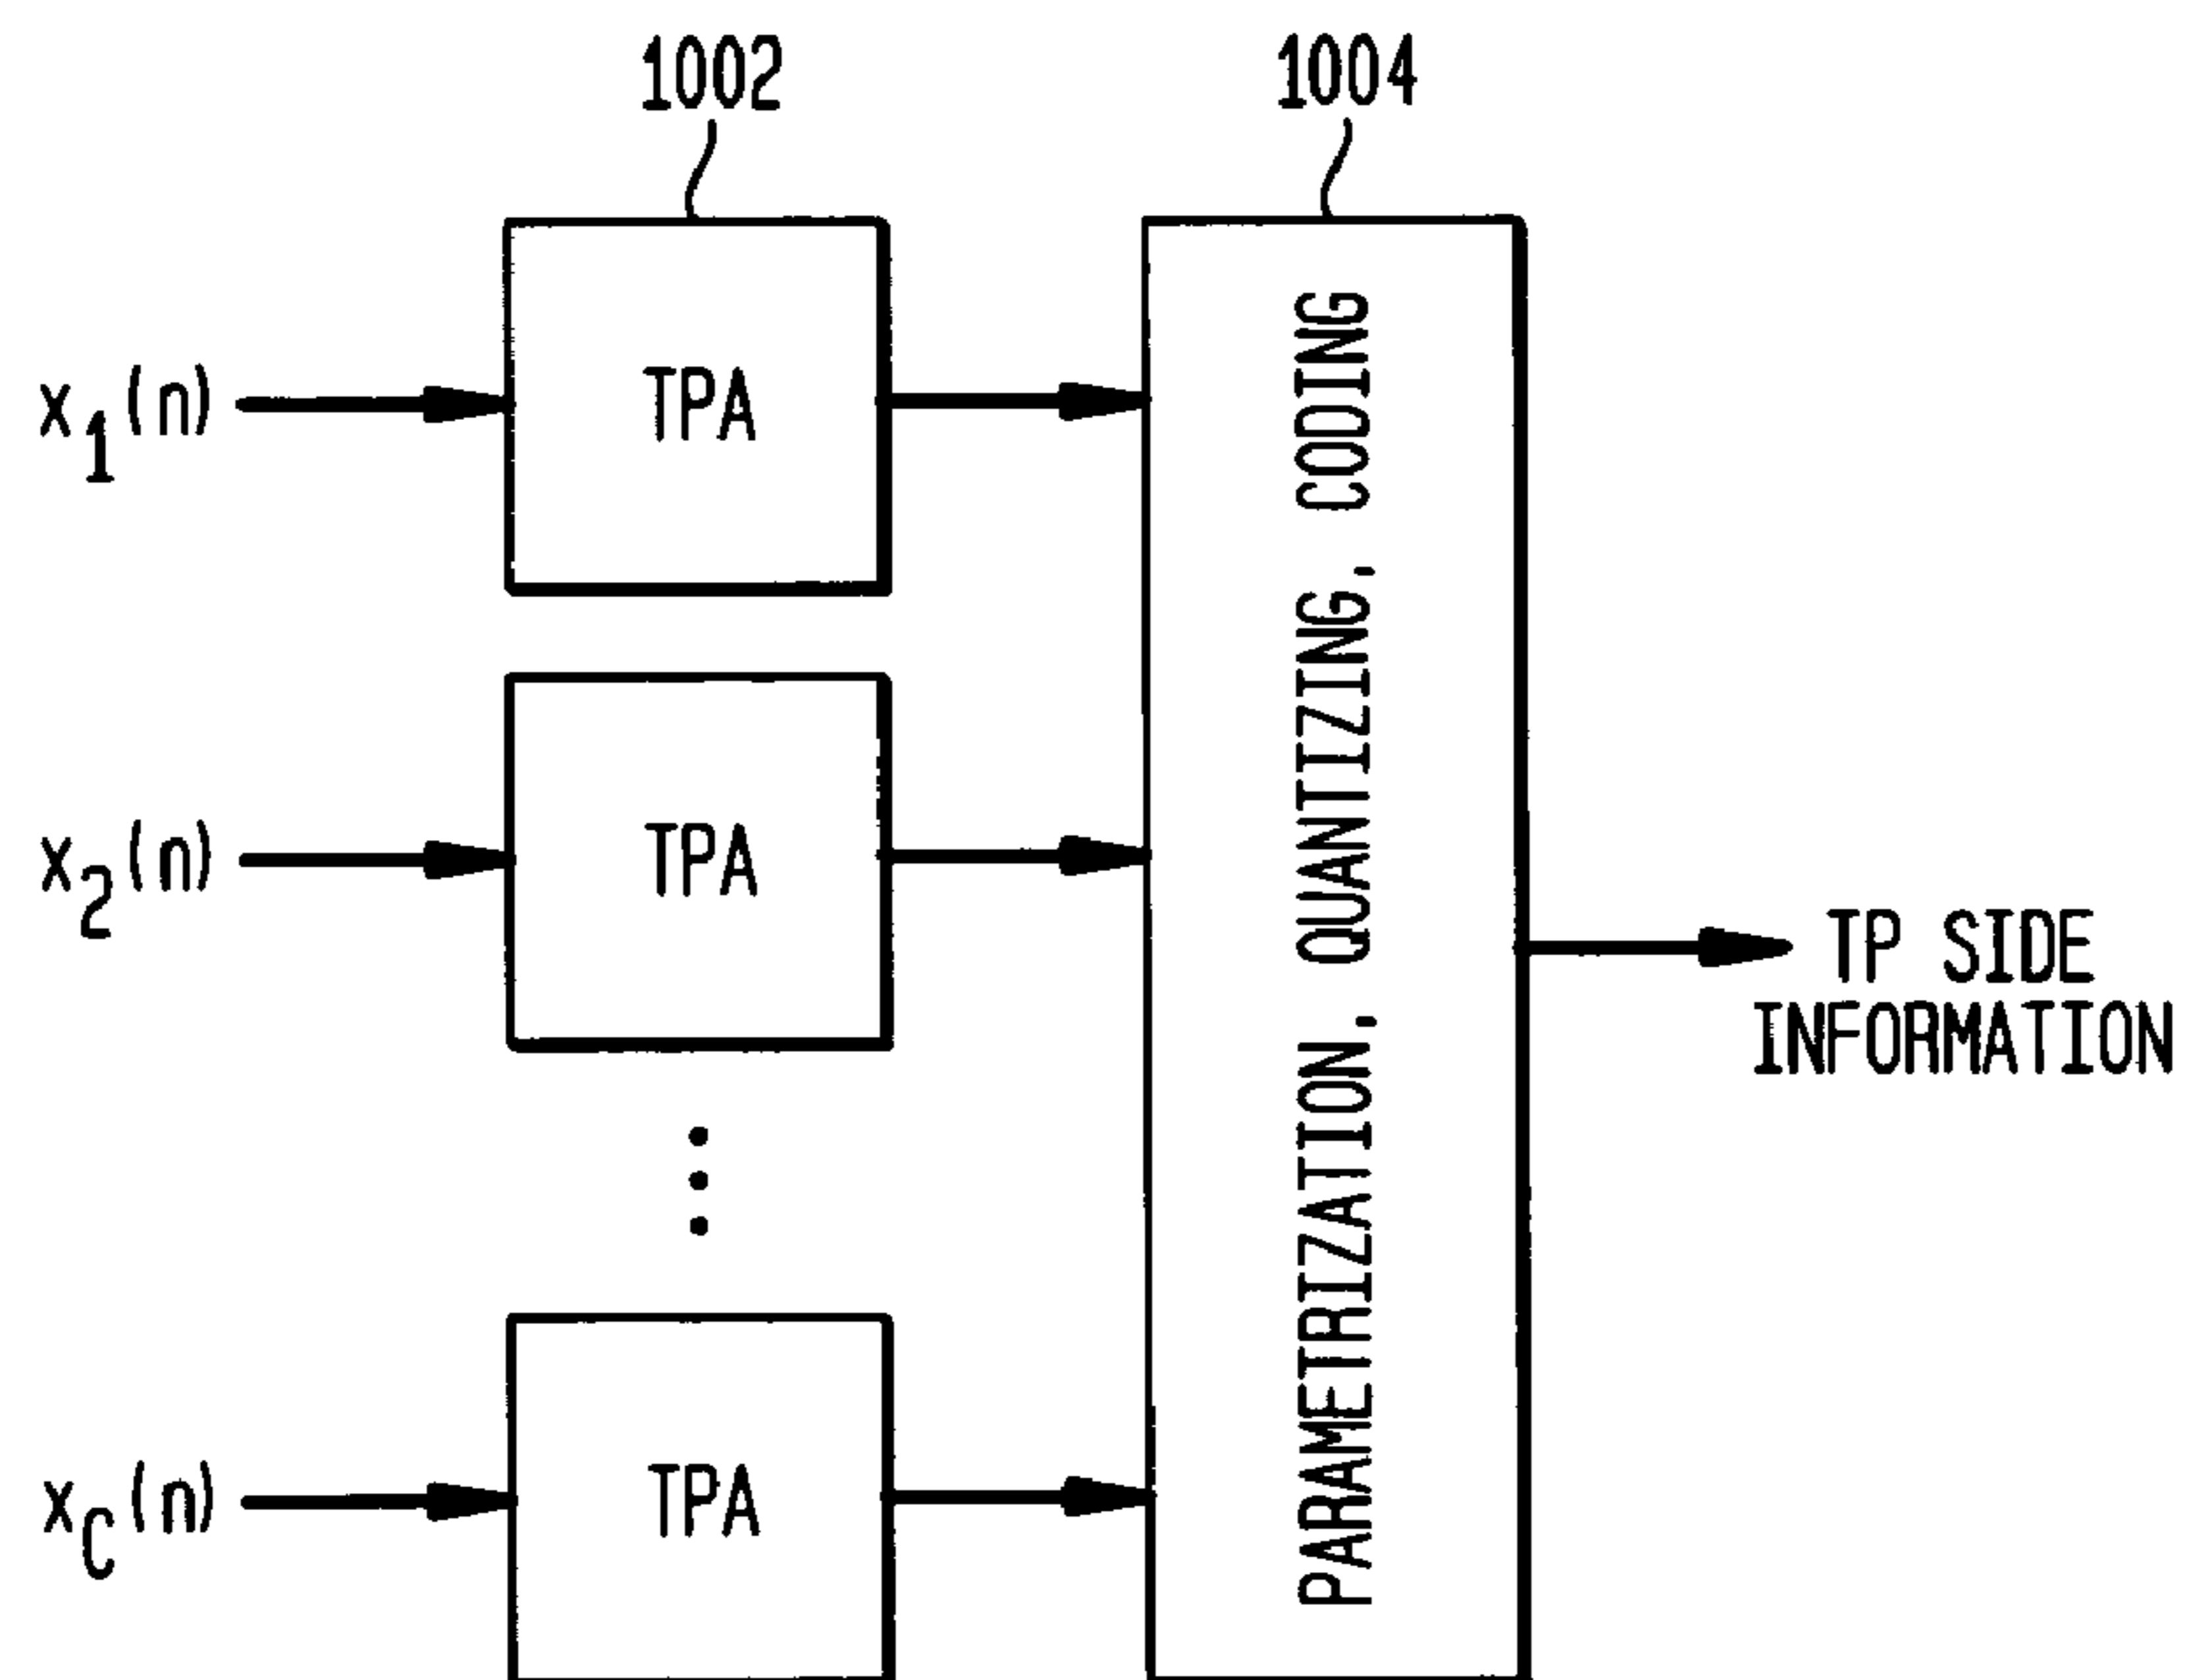 1002
1004
x1(n)
TPA
x2(n)
TPA
xC(n)
TPA
PARAMETRIZATION, QUANTIZING, CODING
TP SIDE
INFORMATION